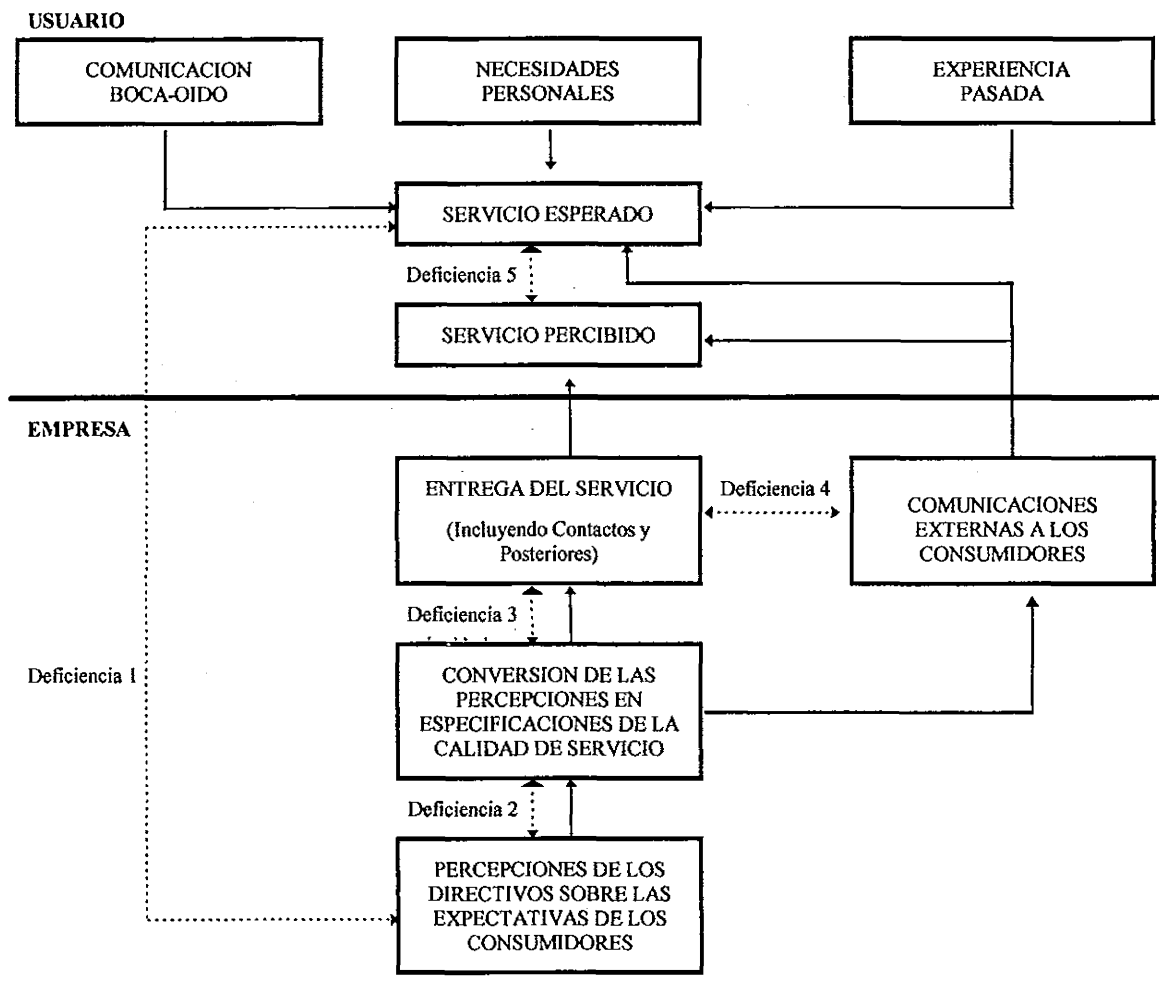 USUARIO
COMUNICACION
BOCA-OIDO
NECESIDADES
PERSONALES
EXPERIENCIA
PASADA
SERVICIO ESPERADO
Deficiencia 5
SERVICIO PERCIBIDO
EMPRESA
ENTREGA DEL SERVICIO
(Incluyendo Contactos y
Posteriores)
Deficiencia 4
COMUNICACIONES
EXTERNAS A LOS
CONSUMIDORES
Deficiencia 3
Deficiencia 1
CONVERSION DE LAS
PERCEPCIONES EN
ESPECIFICACIONES DE LA
CALIDAD DE SERVICIO
Deficiencia 2
PERCEPCIONES DE LOS
DIRECTIVOS SOBRE LAS
EXPECTATIVAS DE LOS
CONSUMIDORES